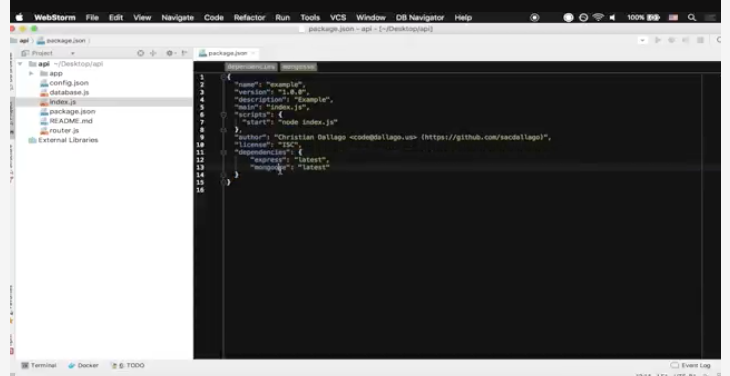 WebStorm File Edit View Navigate Code Refactor Run Tools VCS Window DB Navigator Help 100%
package.json - api - [~/Desktop/api]
api package.json
Project
package.json
api ~/Desktop/api
app
config.json
database.js
index.js
package.json
README.md
router.js
External Libraries
dependencies mongoose
1 {
2 "name": "example",
3 "version": "1.0.0",
4 "description": "Example",
5 "main": "index.js",
6 "scripts": {
7 "start": "node index.js"
8 },
9 "author": "Christian Dallago <code@dallago.us> (https://github.com/sacdallago)",
10 "license": "ISC",
11 "dependencies": {
12 "express": "latest",
13 "mongoose": "latest"
14 }
15 }
16
Terminal Docker 6: TODO Event Log